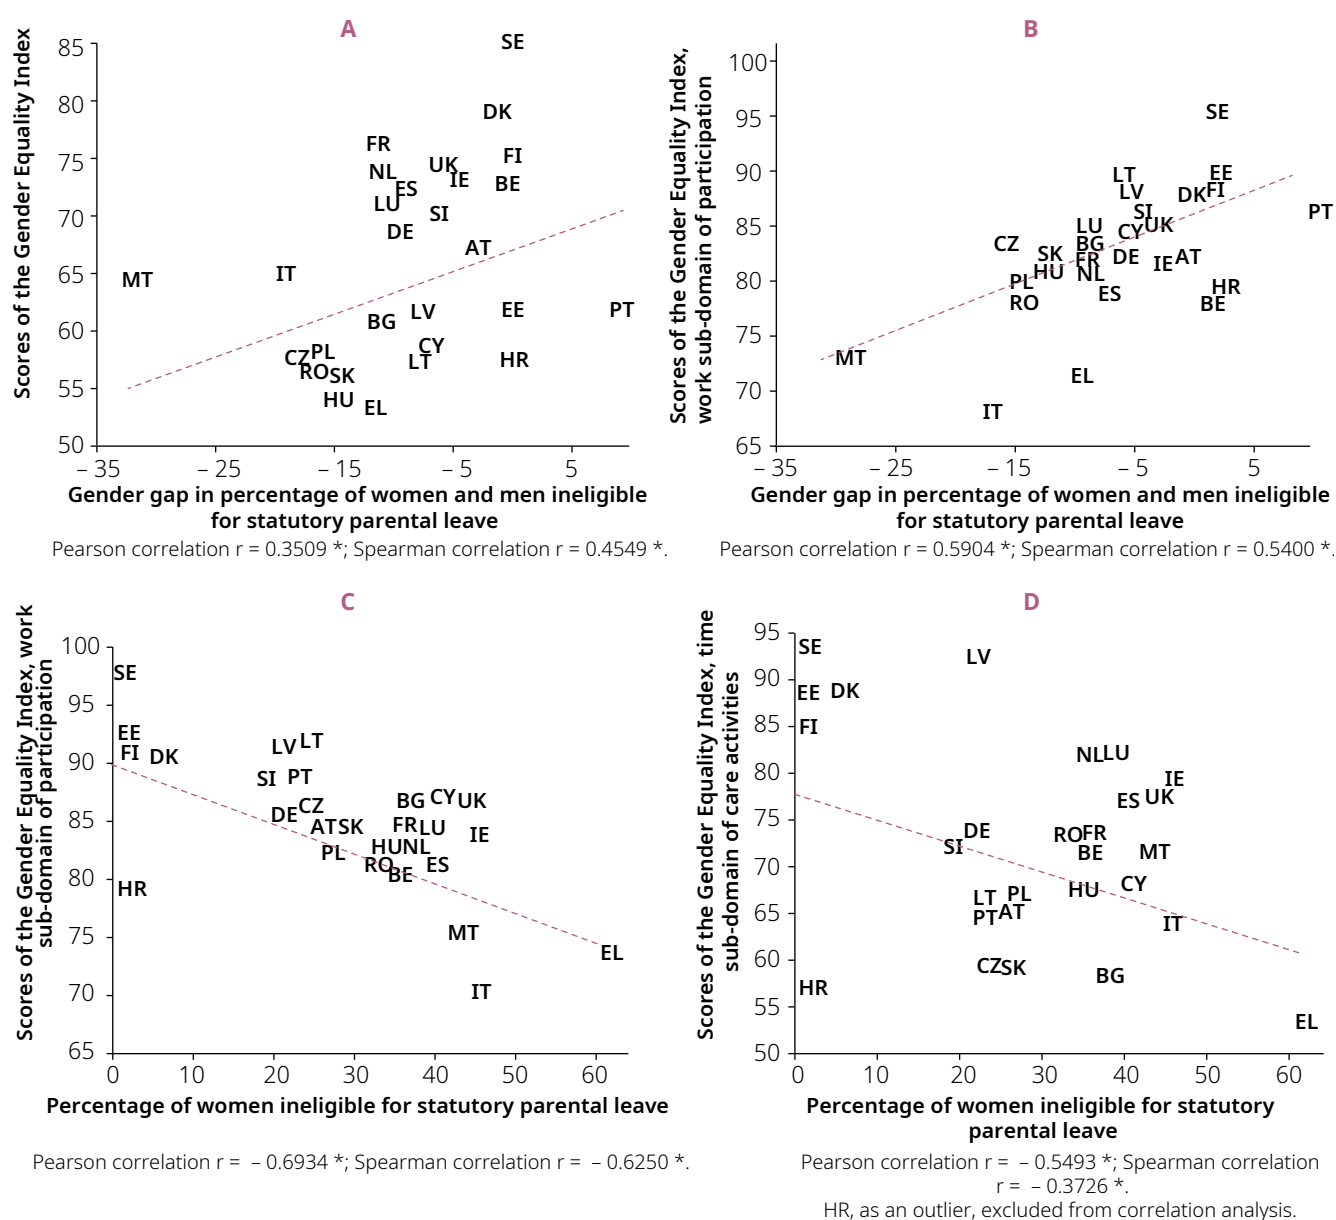 A
Scores of the Gender Equality Index
85
80
75
70
65
60
55
50
SE
DK
FR
FI
UK
NL
IE
BE
ES
LU
SI
DE
AT
IT
MT
LV
EE
PT
BG
CY
PL
CZ
LT
HR
RO
SK
HU
EL
– 35
– 25
– 15
– 5
5
Gender gap in percentage of women and men ineligible
for statutory parental leave
Pearson correlation r = 0.3509 *; Spearman correlation r = 0.4549 *.
B
Scores of the Gender Equality Index,
work sub-domain of participation
100
95
90
85
80
75
70
65
SE
LT
EE
LV
FI
DK
SI
PT
LU
UK
CY
CZ
BG
SK
DE
AT
FR
IE
HU
NL
PL
HR
ES
RO
BE
MT
EL
IT
– 35
– 25
– 15
– 5
5
Gender gap in percentage of women and men ineligible
for statutory parental leave
Pearson correlation r = 0.5904 *; Spearman correlation r = 0.5400 *.
C
Scores of the Gender Equality Index, work
sub-domain of participation
100
95
90
85
80
75
70
65
SE
EE
FI
DK
LV
LT
SI
PT
DE
CZ
BG
CY
UK
AT
SK
FR
LU
IE
PL
HU
NL
RO
ES
BE
HR
MT
EL
IT
0
10
20
30
40
50
60
Percentage of women ineligible for statutory parental leave
Pearson correlation r = – 0.6934 *; Spearman correlation r = – 0.6250 *.
D
Scores of the Gender Equality Index, time
sub-domain of care activities
95
90
85
80
75
70
65
60
55
50
SE
LV
EE
DK
FI
NL
LU
IE
ES
UK
DE
RO
FR
SI
BE
MT
CY
HU
LT
PL
PT
AT
IT
CZ
SK
BG
HR
EL
0
10
20
30
40
50
60
Percentage of women ineligible for statutory
parental leave
Pearson correlation r = – 0.5493 *; Spearman correlation
r = – 0.3726 *.
HR, as an outlier, excluded from correlation analysis.